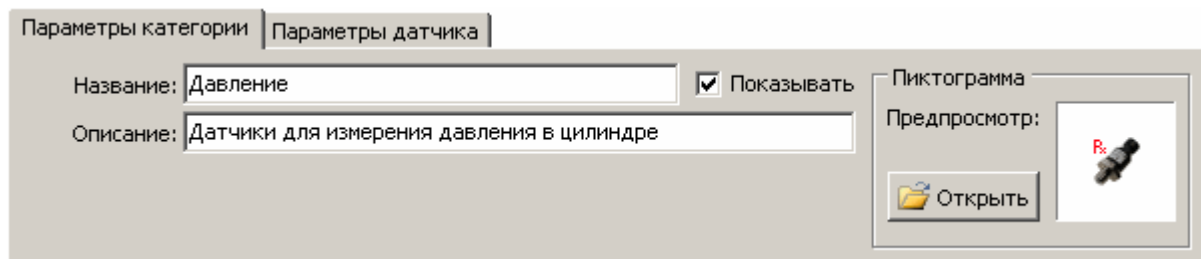 Параметры категории Параметры датчика
Название: Давление Показывать
Описание: Датчики для измерения давления в цилиндре
Пиктограмма
Предпросмотр:
Px
Открыть